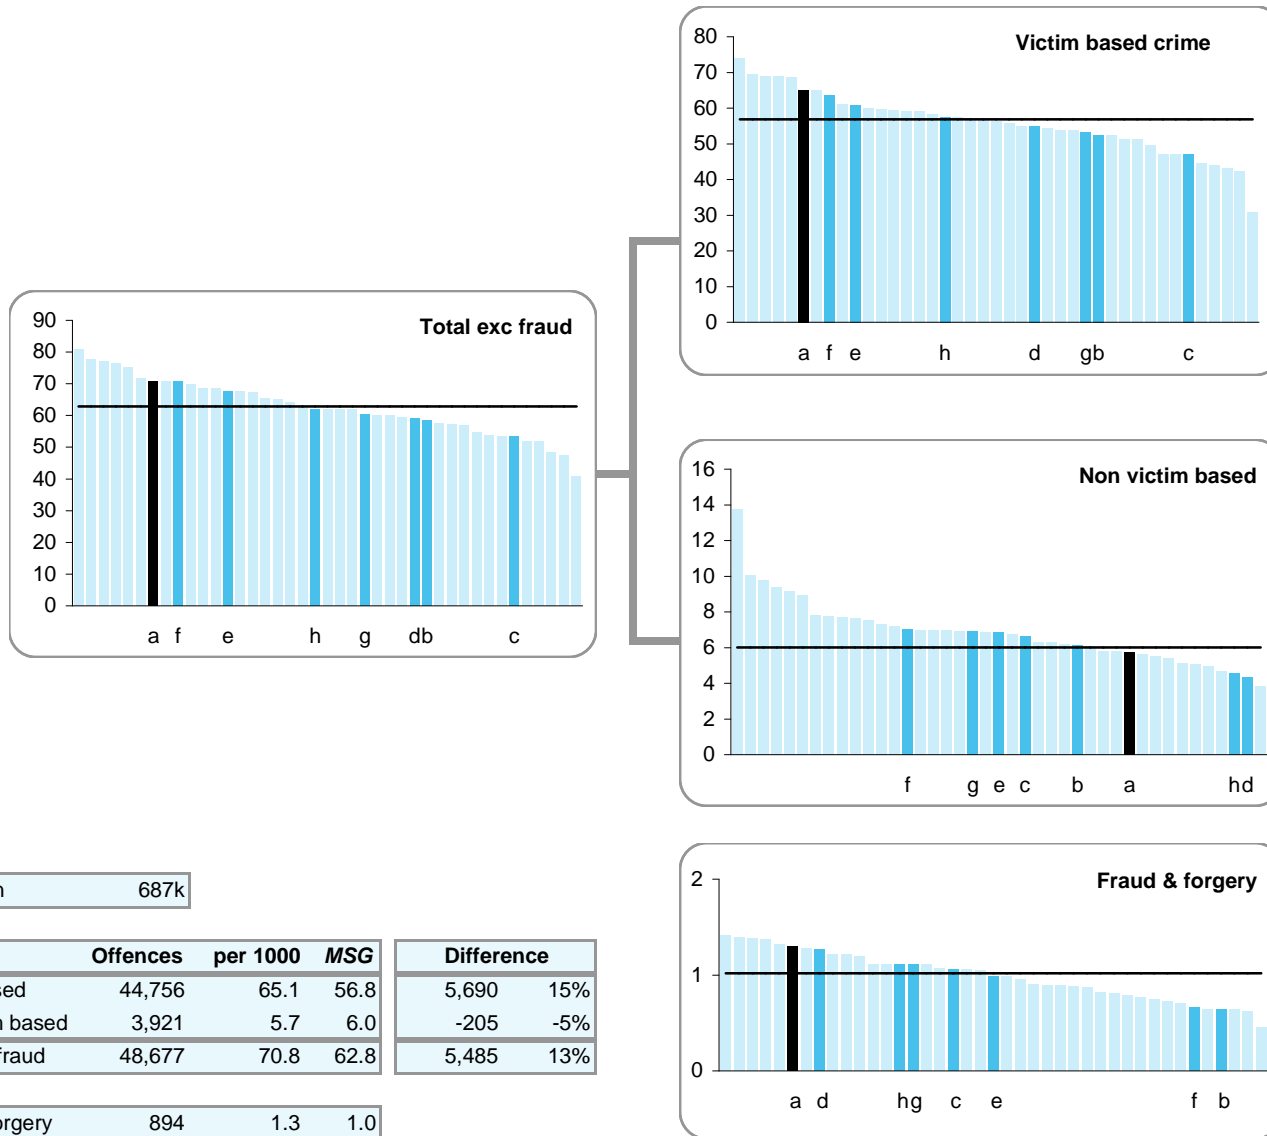 Victim based crime
80
70
60
50
40
30
20
10
0
a f e h d g b c
Total exc fraud
90
80
70
60
50
40
30
20
10
0
a f e h g d b c
Non victim based
16
14
12
10
8
6
4
2
0
f g e c b a h d
Fraud & forgery
2
1
0
a d h g c e f b
n 687k
Offences per 1000 MSG Difference
sed 44,756 65.1 56.8 5,690 15%
n based 3,921 5.7 6.0 -205 -5%
fraud 48,677 70.8 62.8 5,485 13%
orgery 894 1.3 1.0